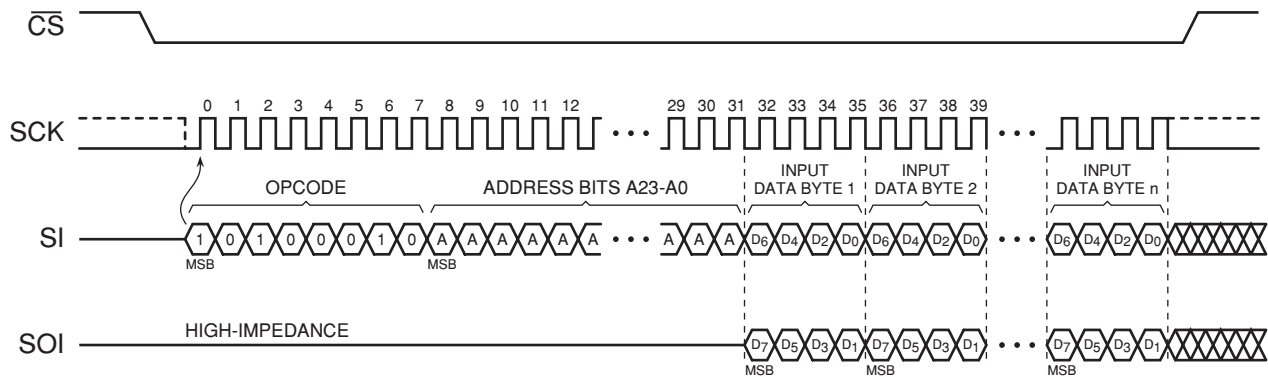 CS
SCK
0 1 2 3 4 5 6 7 8 9 10 11 12 29 30 31 32 33 34 35 36 37 38 39
OPCODE
ADDRESS BITS A23-A0
INPUT
DATA BYTE 1
INPUT
DATA BYTE 2
INPUT
DATA BYTE n
SI
1 0 1 0 0 0 1 0 A A A A A A A A A D6 D4 D2 D0 D6 D4 D2 D0 D6 D4 D2 D0
MSB MSB
SOI
HIGH-IMPEDANCE
D7 D5 D3 D1 D7 D5 D3 D1 D7 D5 D3 D1
MSB MSB MSB